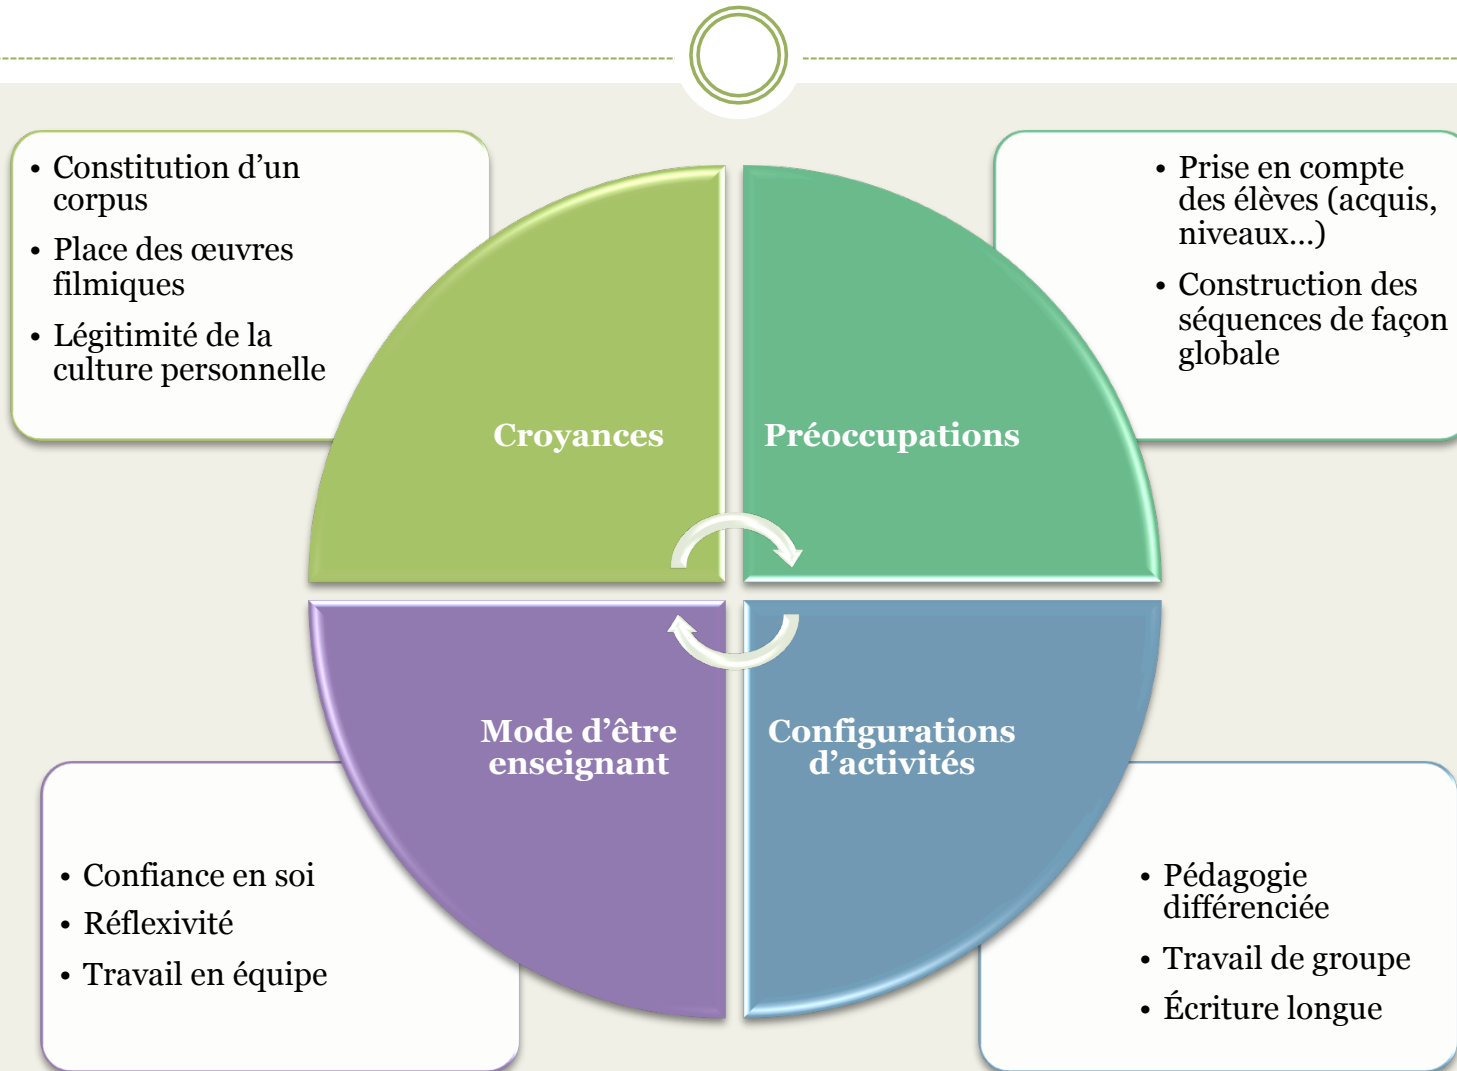 • Constitution d’un
corpus
• Place des œuvres
filmiques
• Légitimité de la
culture personnelle
• Prise en compte
des élèves (acquis,
niveaux…)
• Construction des
séquences de façon
globale
Croyances
Préoccupations
Mode d’être
enseignant
Configurations
d’activités
• Confiance en soi
• Réflexivité
• Travail en équipe
• Pédagogie
différenciée
• Travail de groupe
• Écriture longue